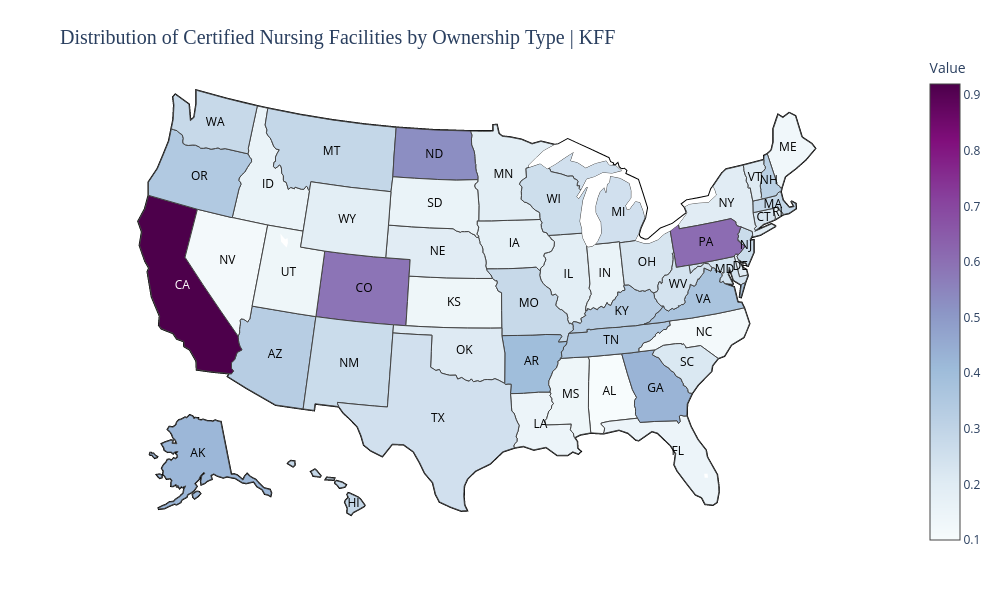 Distribution of Certified Nursing Facilities by Ownership Type | KFF
Value
0.9
0.8
0.7
0.6
0.5
0.4
0.3
0.2
0.1
WA
OR
CA
ID
NV
MT
WY
UT
AZ
ND
SD
NE
CO
NM
KS
OK
TX
MN
IA
MO
AR
LA
WI
IL
MI
IN
OH
KY
TN
MS
AL
GA
FL
SC
NC
VA
WV
PA
NY
ME
VT
NH
MA
RI
CT
NJ
MD
DE
AK
HI